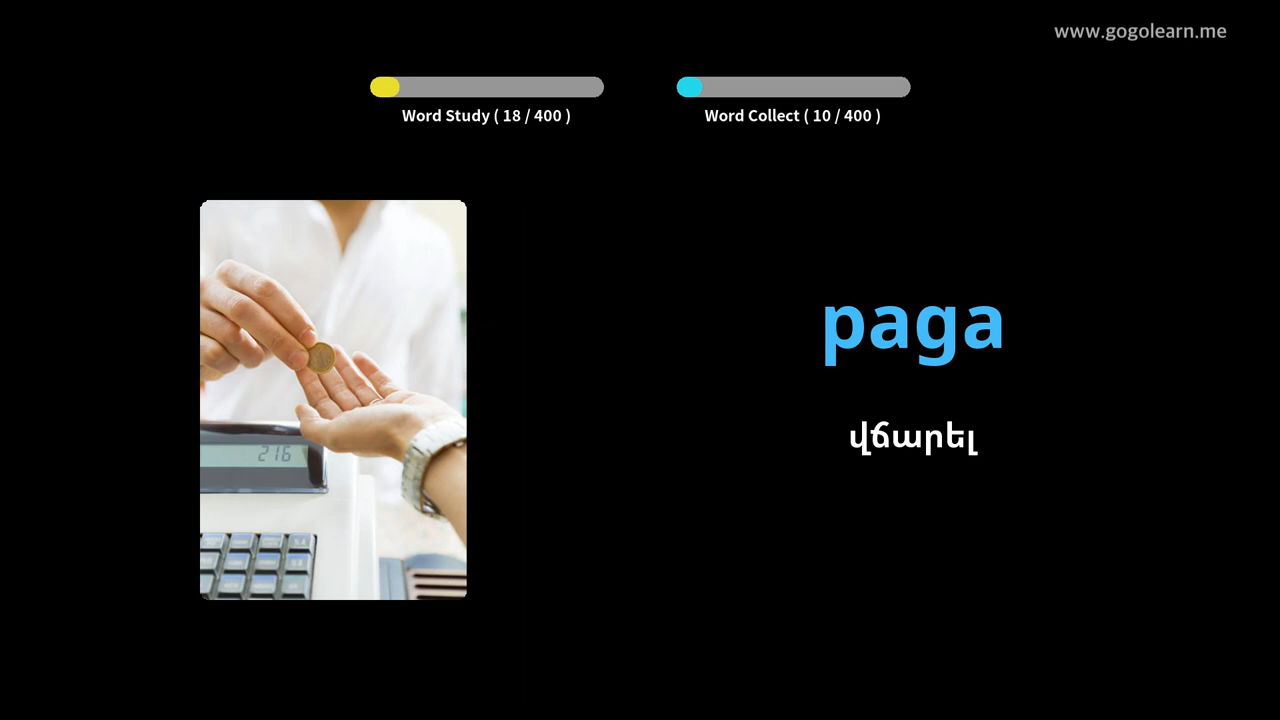 www.gogolearn.me
Word Study ( 18 / 400 )
Word Collect ( 10 / 400 )
216
paga
վճարել